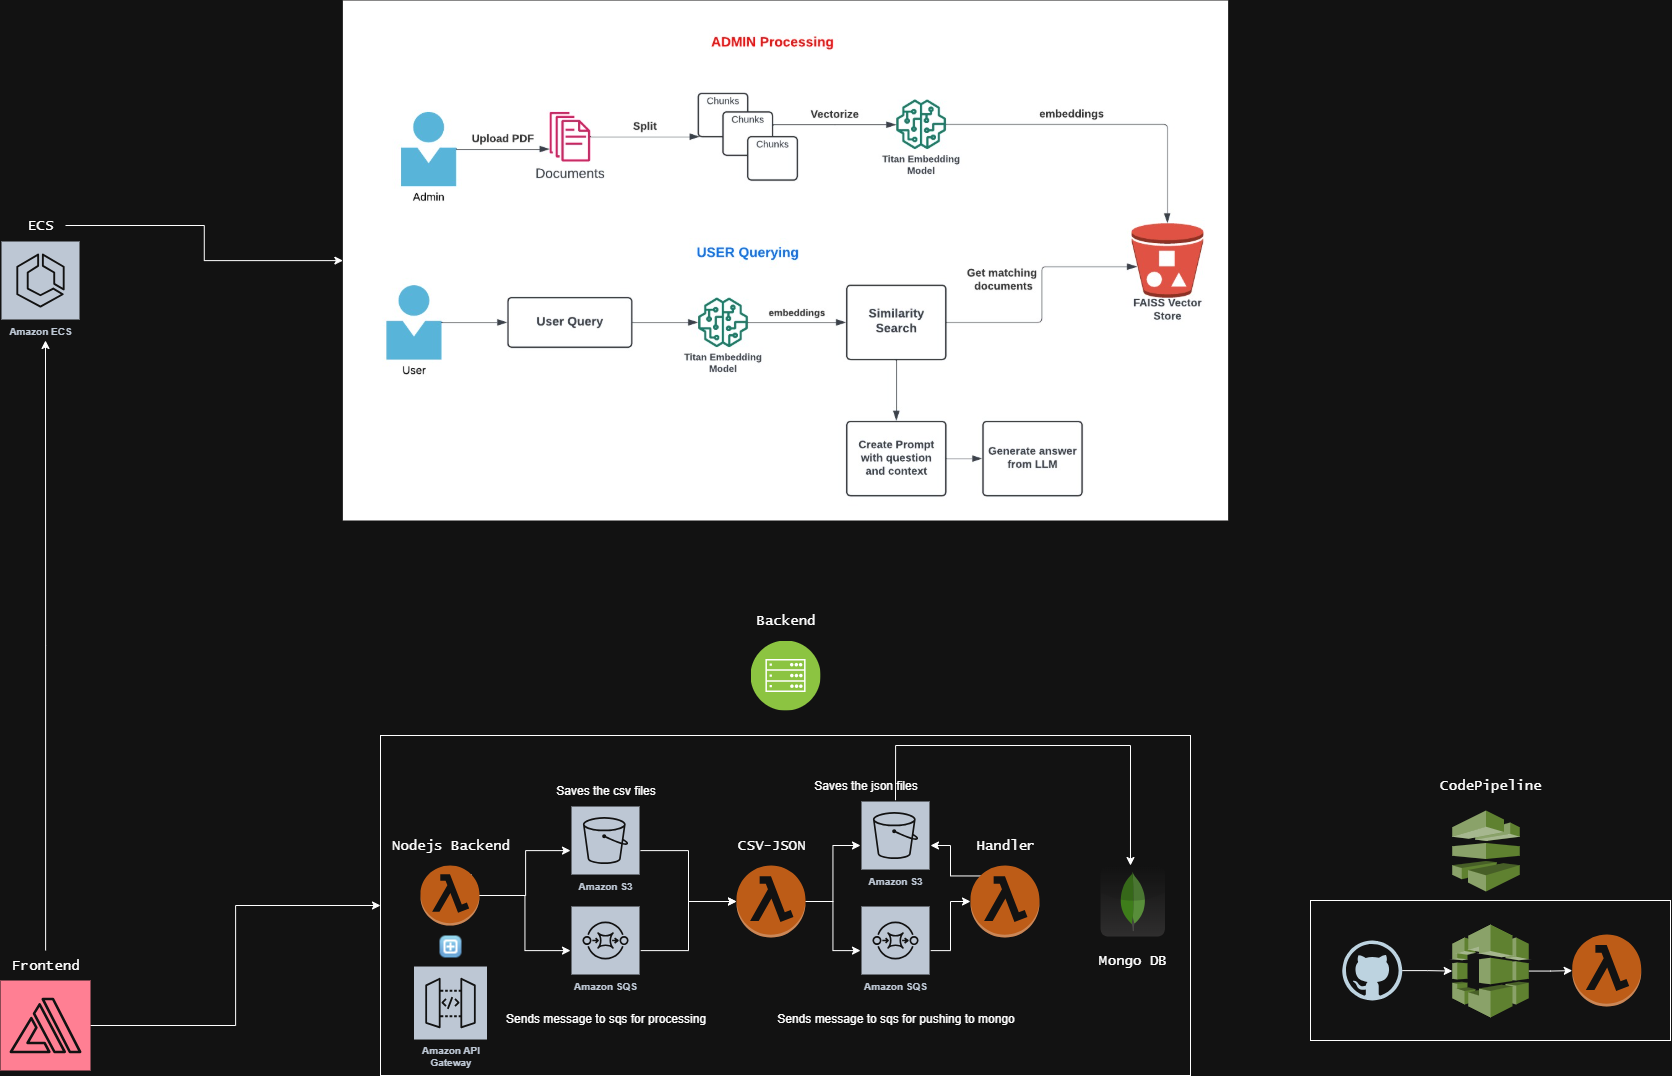 ADMIN Processing
Chunks
Chunks
Chunks
Upload PDF
Split
Vectorize
embeddings
Documents
Titan Embedding
Model
Admin
ECS
Amazon ECS
USER Querying
User
User Query
Titan Embedding
Model
embeddings
Similarity
Search
Get matching
documents
FAISS Vector
Store
Create Prompt
with question
and context
Generate answer
from LLM
Backend
Saves the csv files
Saves the json files
Nodejs Backend
Amazon S3
CSV-JSON
Amazon S3
Handler
Amazon SQS
Amazon SQS
Mongo DB
Sends message to sqs for processing
Sends message to sqs for pushing to mongo
Amazon API
Gateway
Frontend
CodePipeline